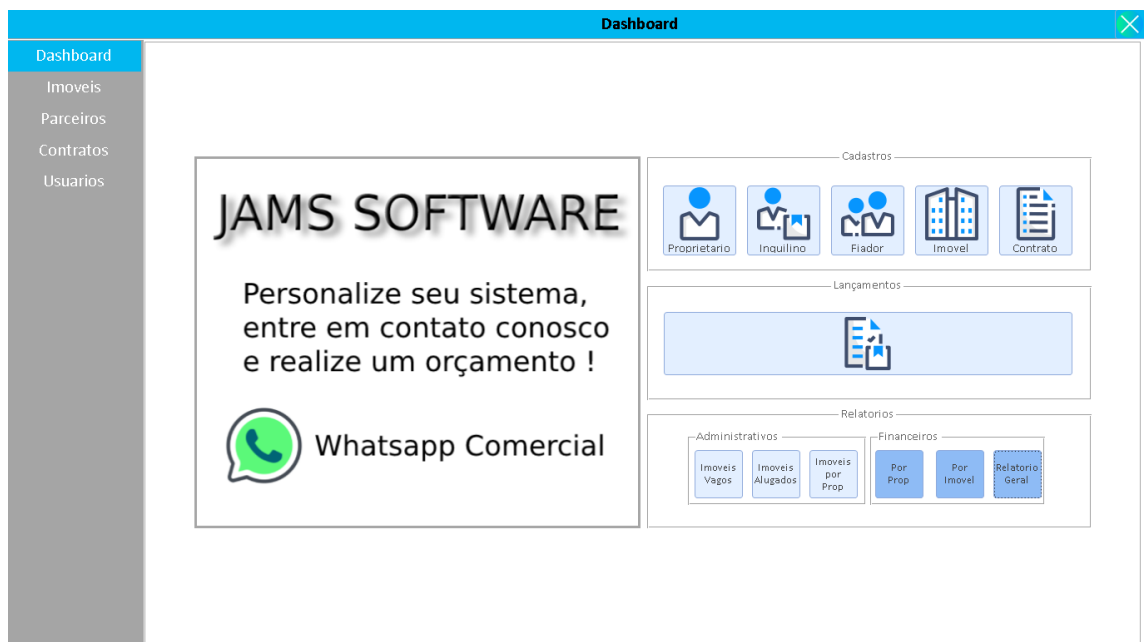 Dashboard
Dashboard
Imoveis
Parceiros
Contratos
Usuarios
JAMS SOFTWARE
Personalize seu sistema,
entre em contato conosco
e realize um orçamento !
Whatsapp Comercial
Cadastros
Proprietario
Inquilino
Fiador
Imovel
Contrato
Lançamentos
Relatorios
Administrativos
Imoveis
Vagos
Imoveis
Alugados
Imoveis
por
Prop
Financeiros
Por
Prop
Por
Imovel
Relatorio
Geral